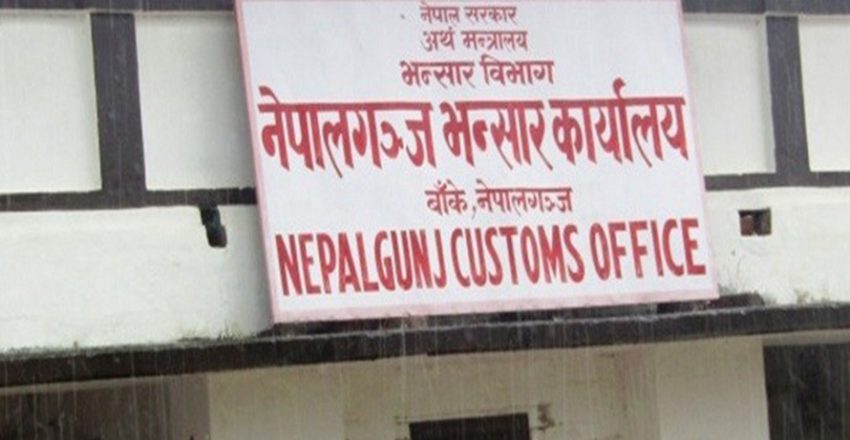 नेपाल सरकार
अर्थ मन्त्रालय
भन्सार विभाग
नेपालगञ्ज भन्सार कार्यालय
बाँके, नेपालगञ्ज
NEPALGUNJ CUSTOMS OFFICE